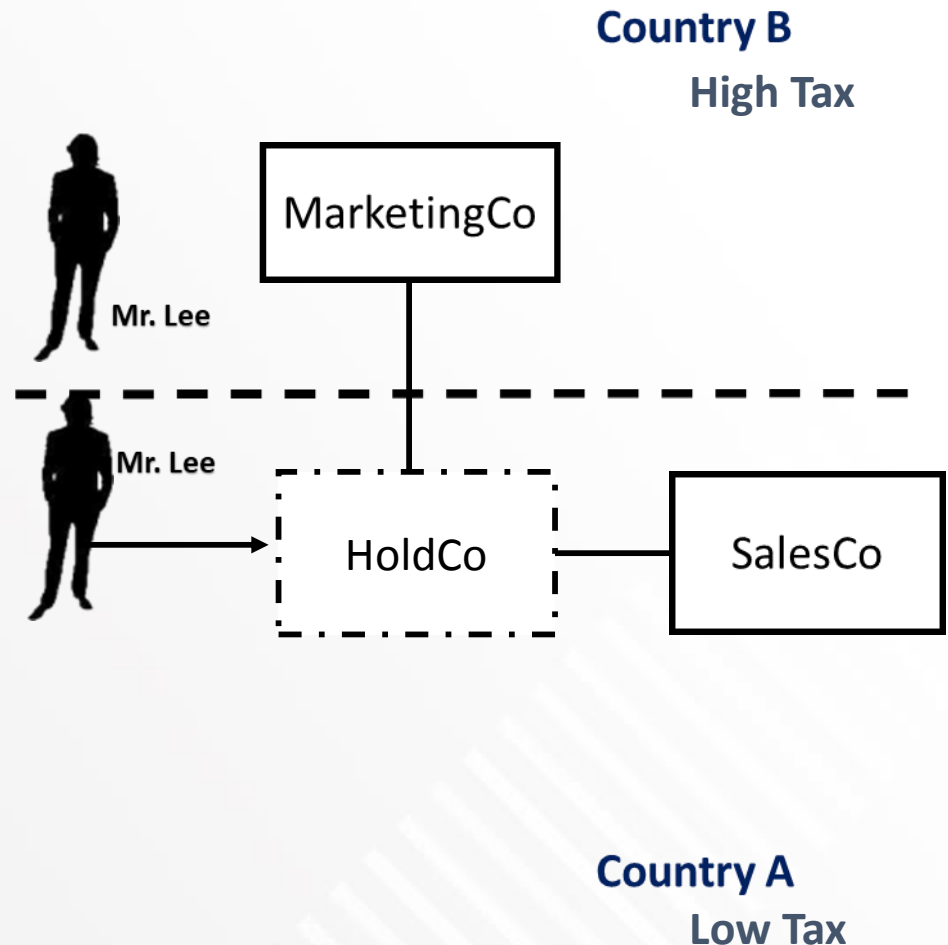 Country B
High Tax
MarketingCo
Mr. Lee
Mr. Lee
HoldCo
SalesCo
Country A
Low Tax